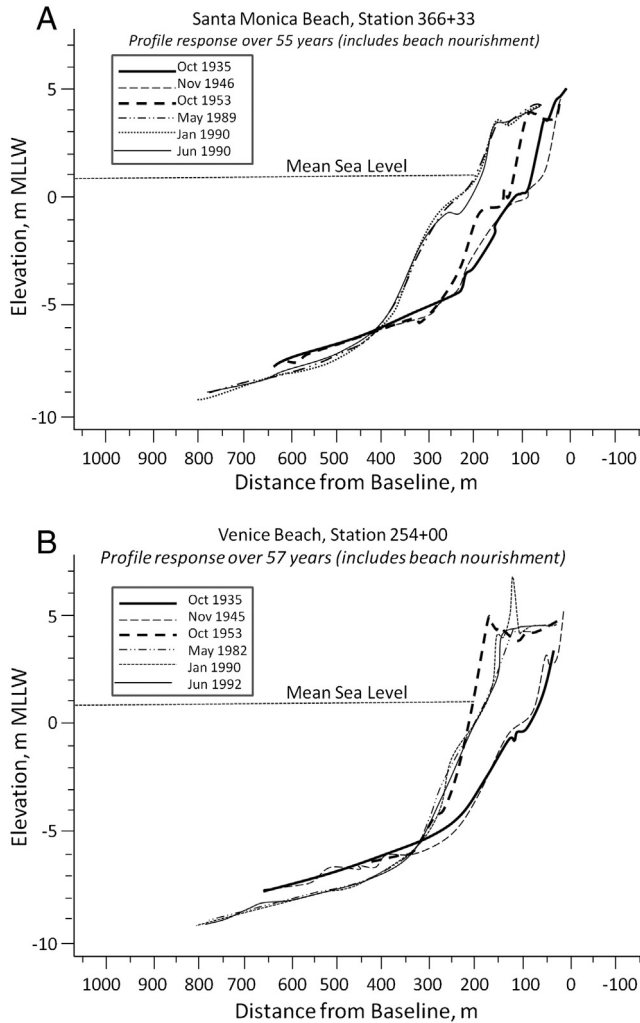 A
Santa Monica Beach, Station 366+33
Profile response over 55 years (includes beach nourishment)
Oct 1935
Nov 1946
Oct 1953
May 1989
Jan 1990
Jun 1990
Mean Sea Level
Elevation, m MLLW
5
0
-5
-10
1000 900 800 700 600 500 400 300 200 100 0 -100
Distance from Baseline, m
B
Venice Beach, Station 254+00
Profile response over 57 years (includes beach nourishment)
Oct 1935
Nov 1945
Oct 1953
May 1982
Jan 1990
Jun 1992
Mean Sea Level
Elevation, m MLLW
5
0
-5
-10
1000 900 800 700 600 500 400 300 200 100 0 -100
Distance from Baseline, m